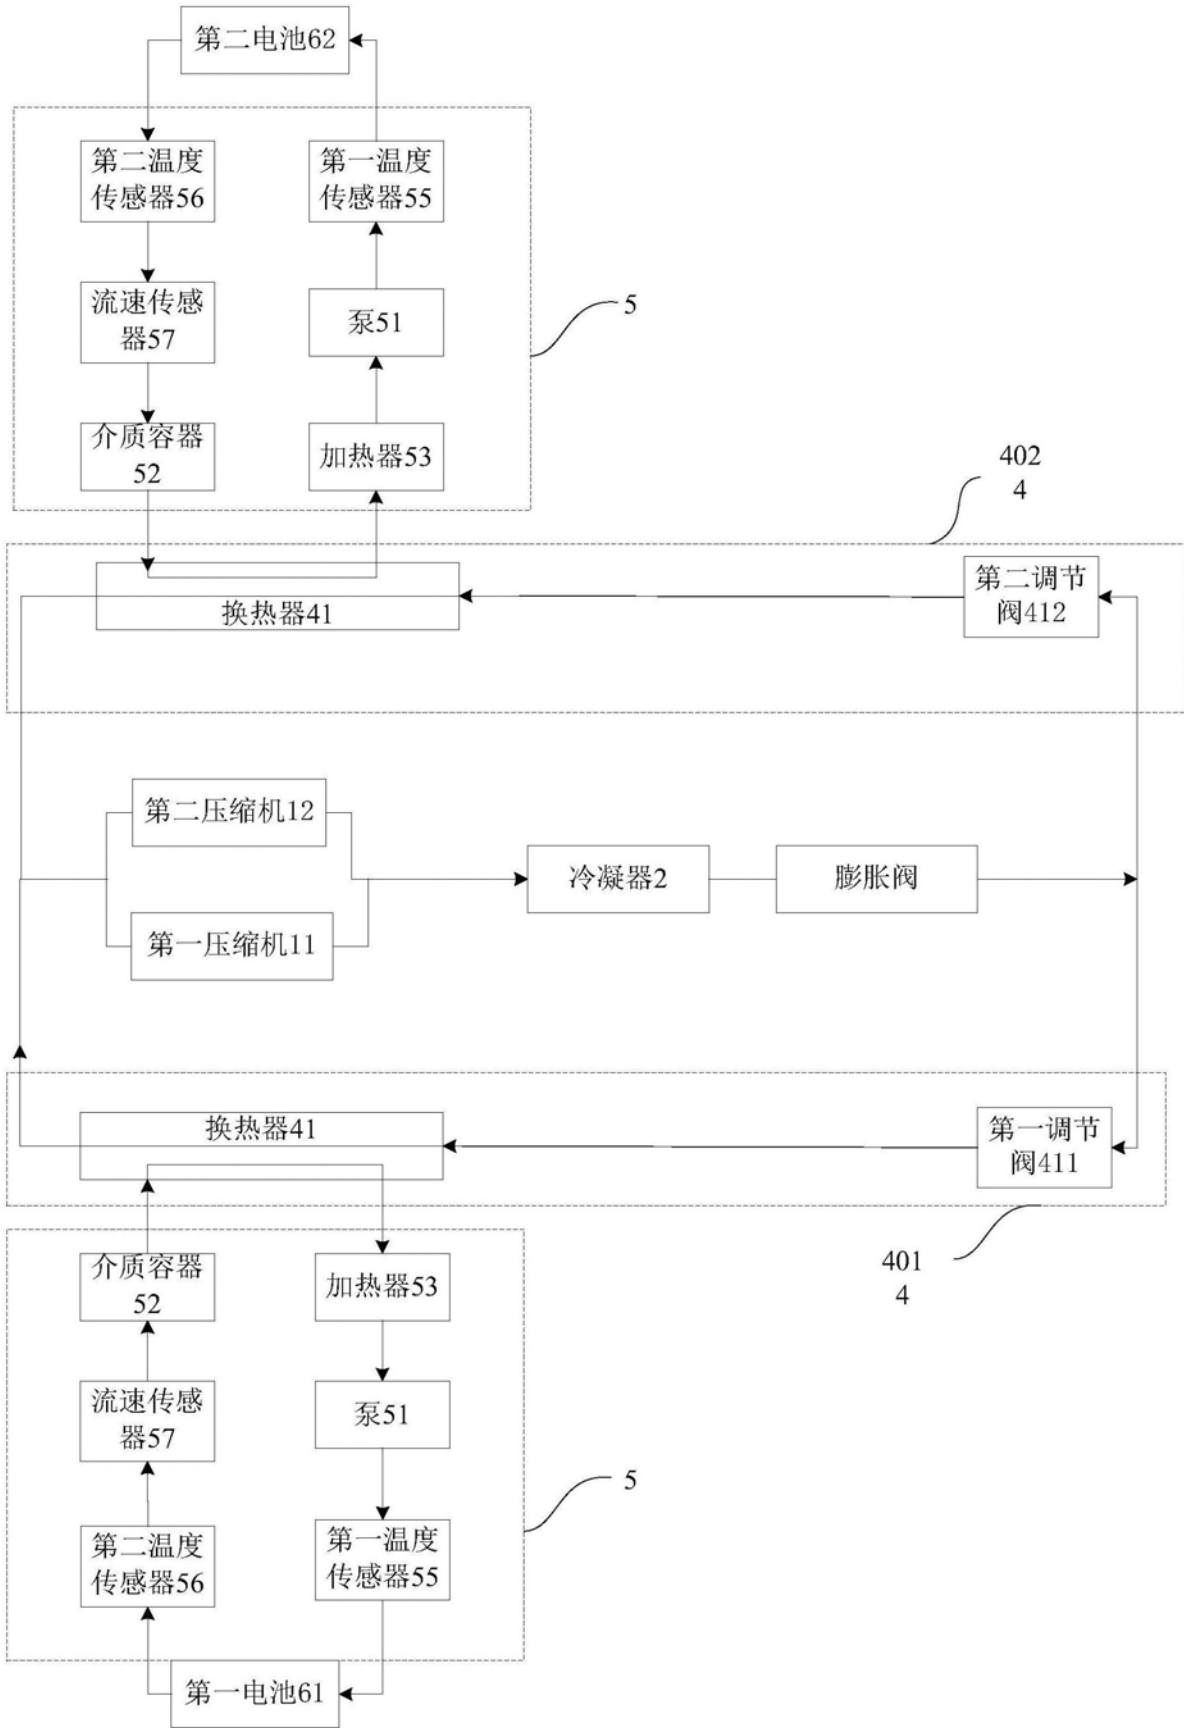 第二电池62
第二温度
传感器56
第一温度
传感器55
流速传感
器57
泵51
5
介质容器
52
加热器53
402
4
换热器41
第二调节
阀412
第二压缩机12
冷凝器2
膨胀阀
第一压缩机11
换热器41
第一调节
阀411
401
4
介质容器
52
加热器53
流速传感
器57
泵51
5
第二温度
传感器56
第一温度
传感器55
第一电池61